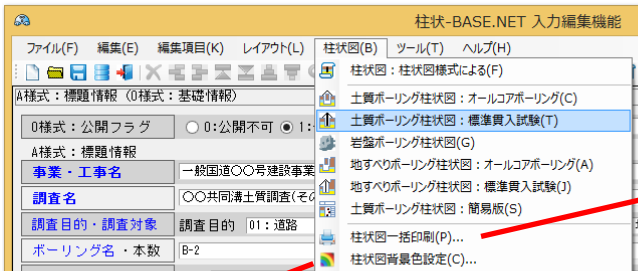 柱状-BASE.NET 入力編集機能
ファイル(F) 編集(E) 編集項目(K) レイアウト(L) 柱状図(B) ツール(T) ヘルプ(H)
柱状図：柱状図様式による(F)
土質ボーリング柱状図：オールコアボーリング(C)
土質ボーリング柱状図：標準貫入試験(T)
岩盤ボーリング柱状図(G)
地すべりボーリング柱状図：オールコアボーリング(A)
地すべりボーリング柱状図：標準貫入試験(J)
土質ボーリング柱状図：簡易版(S)
柱状図一括印刷(P)...
柱状図背景色設定(C)...
A様式：標題情報（0様式：基礎情報）
0様式：公開フラグ 0:公開不可 1:
A様式：標題情報
事業・工事名 一般国道〇〇号建設事業
調査名 〇〇共同溝土質調査(その
調査目的・調査対象 調査目的 01：道路
ボーリング名・本数 B-2